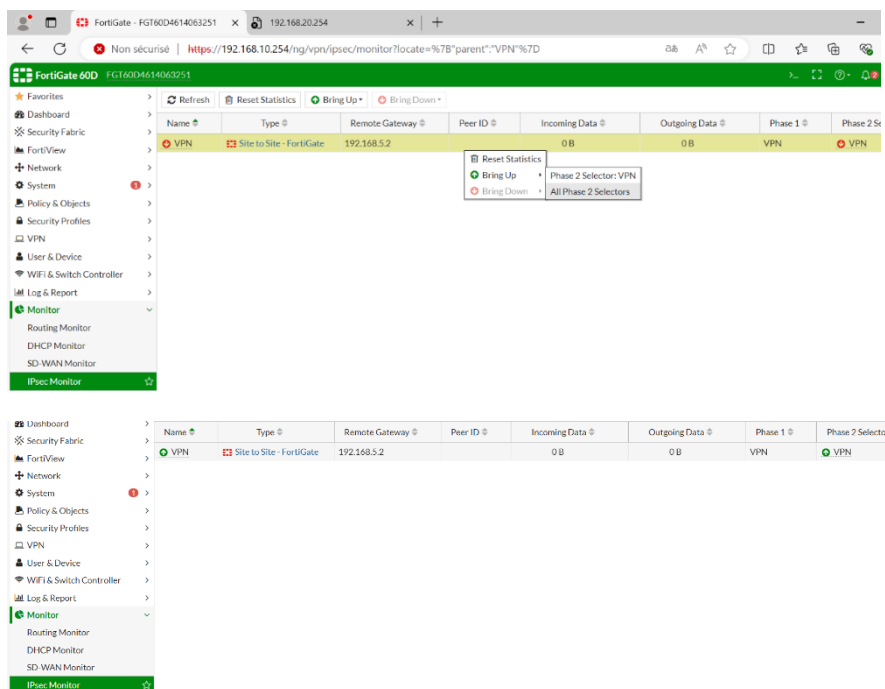 FortiGate - FGT60D4614063251 192.168.20.254
Non sécurisé https://192.168.10.254/ng/vpn/ipsec/monitor?locate=%7B"parent":"VPN"%7D
FortiGate 60D FGT60D4614063251
Favorites
Dashboard
Security Fabric
FortiView
Network
System 1
Policy & Objects
Security Profiles
VPN
User & Device
WiFi & Switch Controller
Log & Report
Monitor
Routing Monitor
DHCP Monitor
SD-WAN Monitor
IPsec Monitor
Refresh Reset Statistics Bring Up Bring Down
Name Type Remote Gateway Peer ID Incoming Data Outgoing Data Phase 1 Phase 2 Se
VPN Site to Site - FortiGate 192.168.5.2 0 B 0 B VPN VPN
Reset Statistics
Bring Up Phase 2 Selector: VPN
Bring Down All Phase 2 Selectors
Dashboard
Security Fabric
FortiView
Network
System 1
Policy & Objects
Security Profiles
VPN
User & Device
WiFi & Switch Controller
Log & Report
Monitor
Routing Monitor
DHCP Monitor
SD-WAN Monitor
IPsec Monitor
Name Type Remote Gateway Peer ID Incoming Data Outgoing Data Phase 1 Phase 2 Selecto
VPN Site to Site - FortiGate 192.168.5.2 0 B 0 B VPN VPN